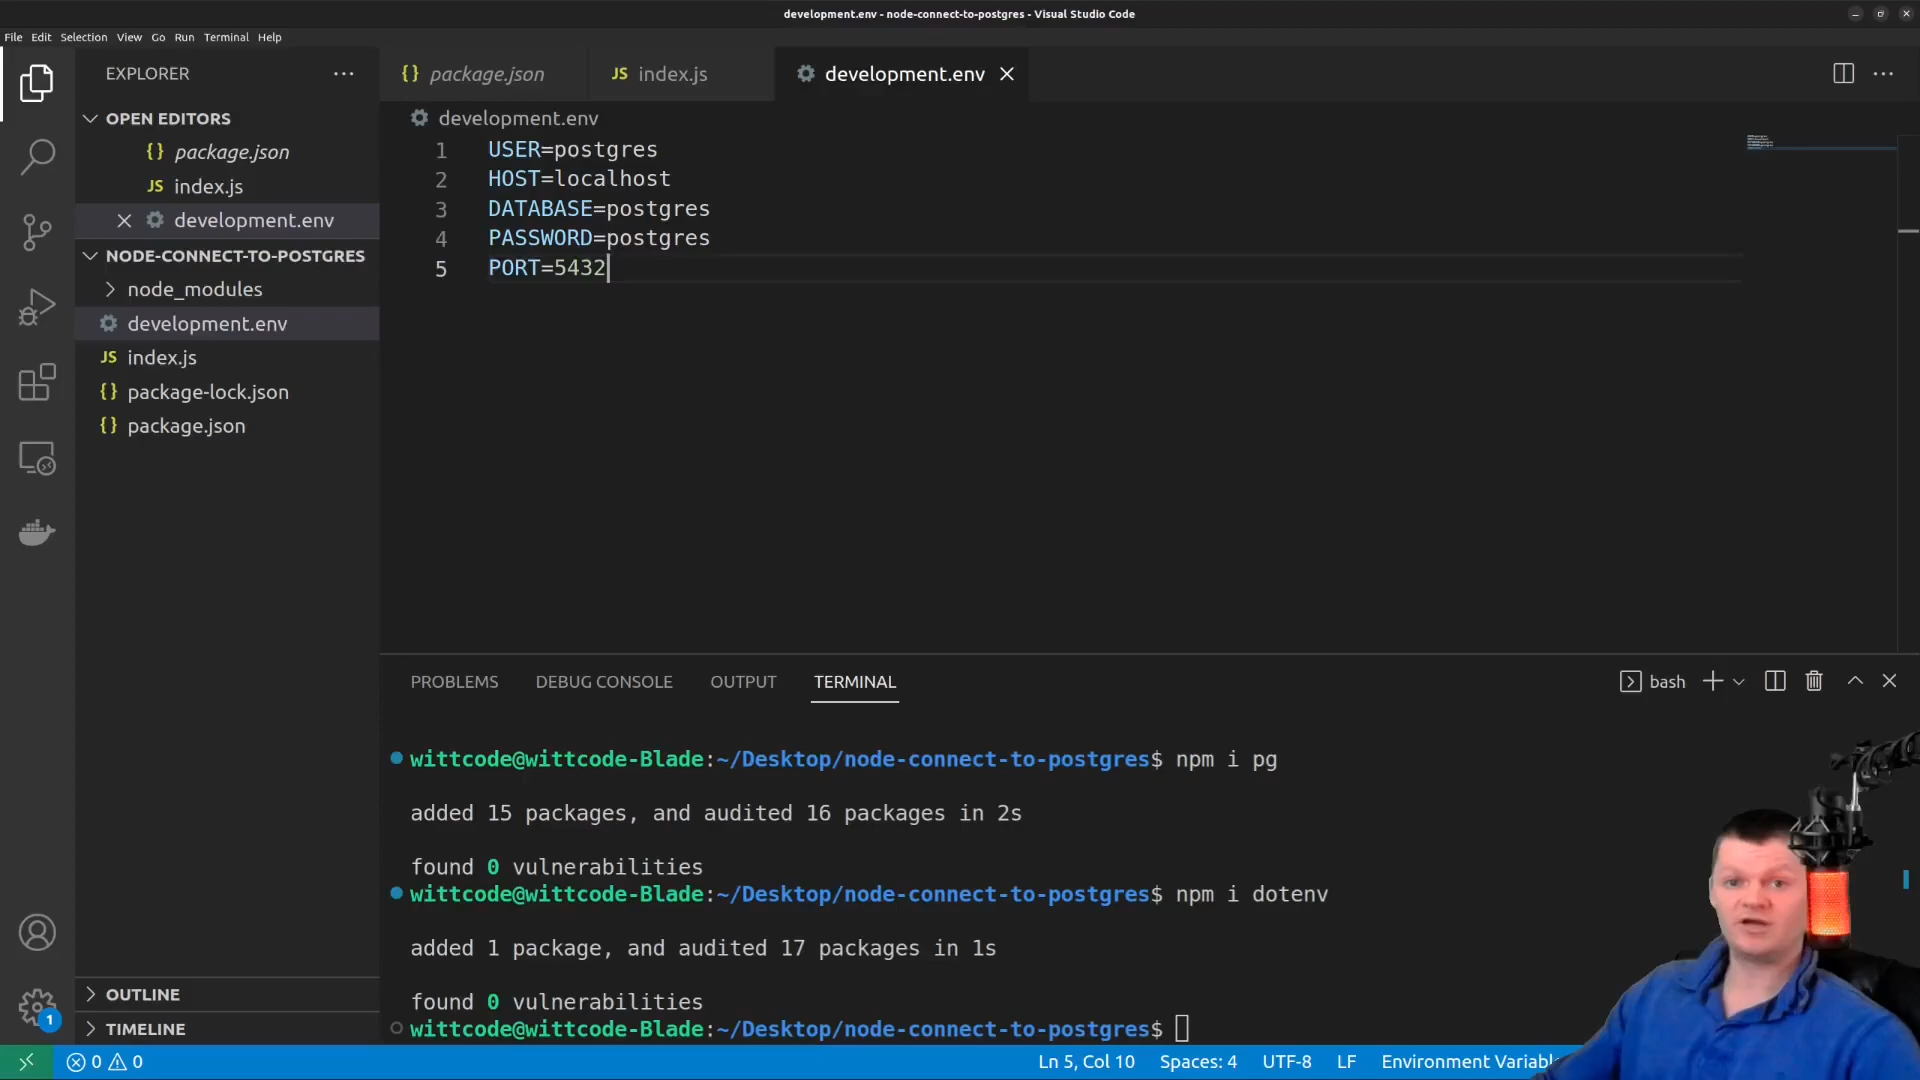 development.env - node-connect-to-postgres - Visual Studio Code
File Edit Selection View Go Run Terminal Help
EXPLORER
OPEN EDITORS
{} package.json
JS index.js
development.env
NODE-CONNECT-TO-POSTGRES
node_modules
development.env
JS index.js
{} package-lock.json
{} package.json
OUTLINE
TIMELINE
{} package.json JS index.js development.env
development.env
1 USER=postgres
2 HOST=localhost
3 DATABASE=postgres
4 PASSWORD=postgres
5 PORT=5432
PROBLEMS DEBUG CONSOLE OUTPUT TERMINAL bash
wittcode@wittcode-Blade:~/Desktop/node-connect-to-postgres$ npm i pg
added 15 packages, and audited 16 packages in 2s
found 0 vulnerabilities
wittcode@wittcode-Blade:~/Desktop/node-connect-to-postgres$ npm i dotenv
added 1 package, and audited 17 packages in 1s
found 0 vulnerabilities
wittcode@wittcode-Blade:~/Desktop/node-connect-to-postgres$
1
0 0 Ln 5, Col 10 Spaces: 4 UTF-8 LF Environment